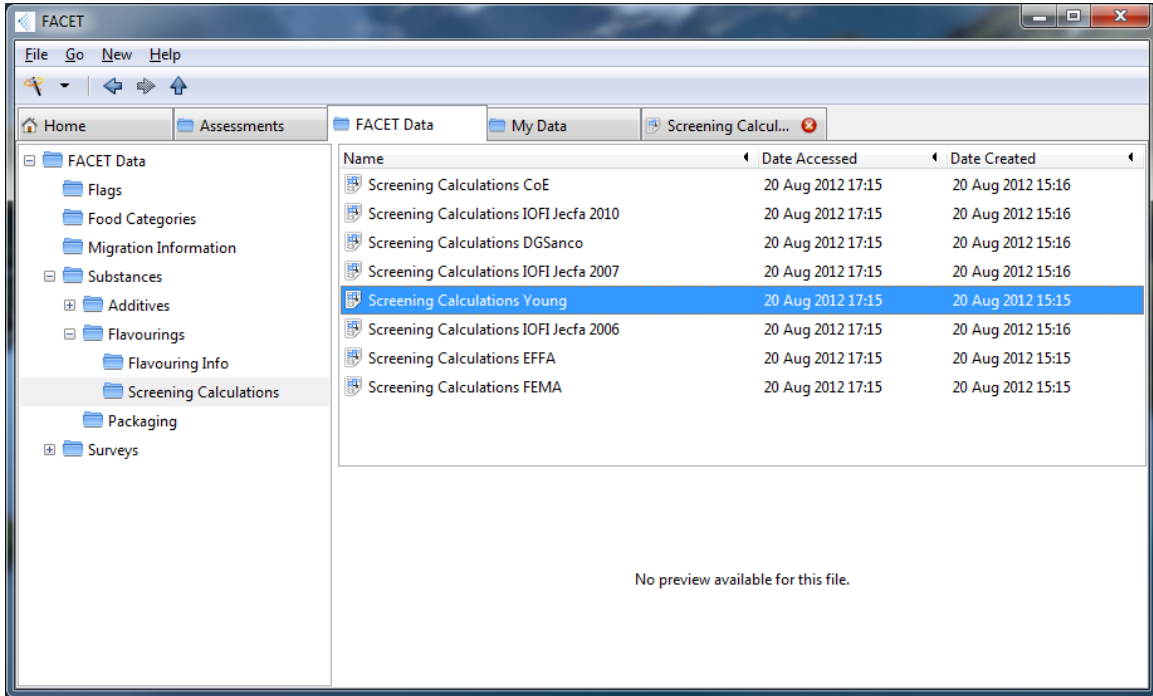 FACET
File Go New Help
Home Assessments FACET Data My Data Screening Calcul...
FACET Data
Flags
Food Categories
Migration Information
Substances
Additives
Flavourings
Flavouring Info
Screening Calculations
Packaging
Surveys
Name Date Accessed Date Created
Screening Calculations CoE 20 Aug 2012 17:15 20 Aug 2012 15:16
Screening Calculations IOFI Jecfa 2010 20 Aug 2012 17:15 20 Aug 2012 15:16
Screening Calculations DGSanco 20 Aug 2012 17:15 20 Aug 2012 15:16
Screening Calculations IOFI Jecfa 2007 20 Aug 2012 17:15 20 Aug 2012 15:16
Screening Calculations Young 20 Aug 2012 17:15 20 Aug 2012 15:15
Screening Calculations IOFI Jecfa 2006 20 Aug 2012 17:15 20 Aug 2012 15:16
Screening Calculations EFFA 20 Aug 2012 17:15 20 Aug 2012 15:15
Screening Calculations FEMA 20 Aug 2012 17:15 20 Aug 2012 15:15
No preview available for this file.